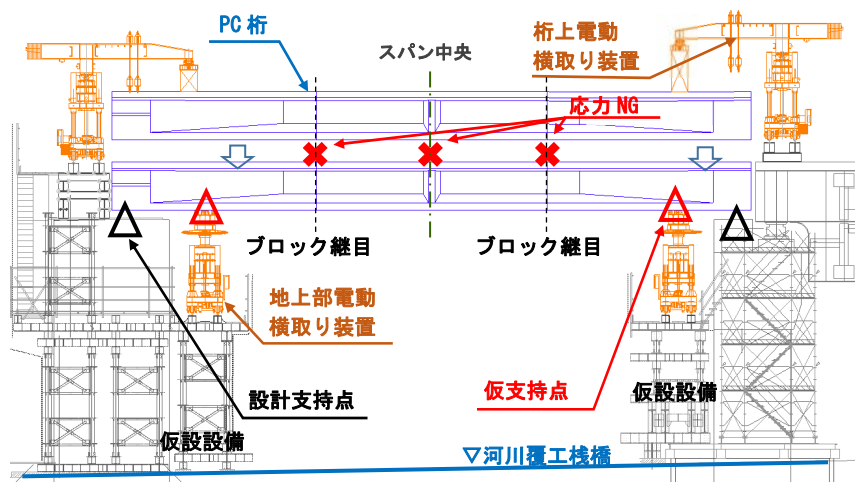 PC桁
スパン中央
桁上電動
横取り装置
応力NG
ブロック継目
ブロック継目
地上部電動
横取り装置
設計支持点
仮支持点
仮設設備
仮設設備
▽河川覆工桟橋